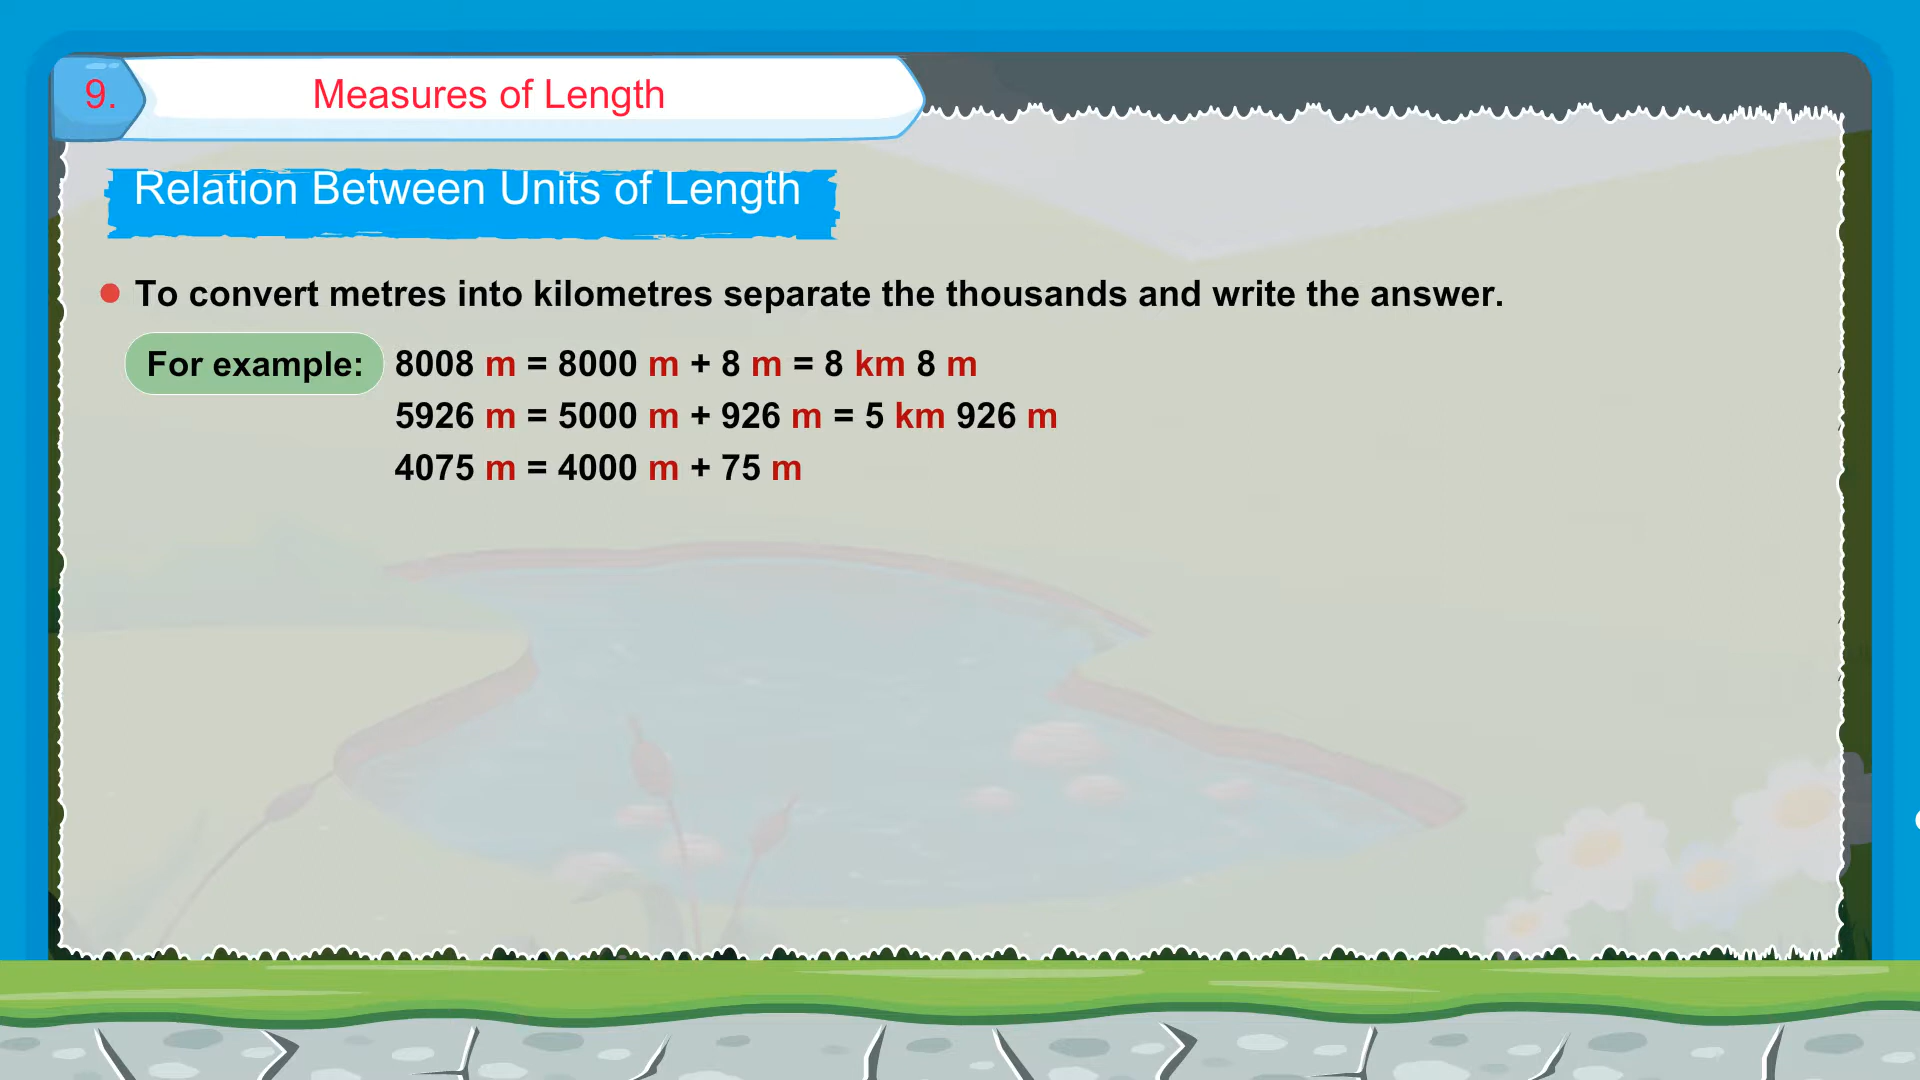 9. Measures of Length
Relation Between Units of Length
To convert metres into kilometres separate the thousands and write the answer.
For example: 8008 m = 8000 m + 8 m = 8 km 8 m
5926 m = 5000 m + 926 m = 5 km 926 m
4075 m = 4000 m + 75 m